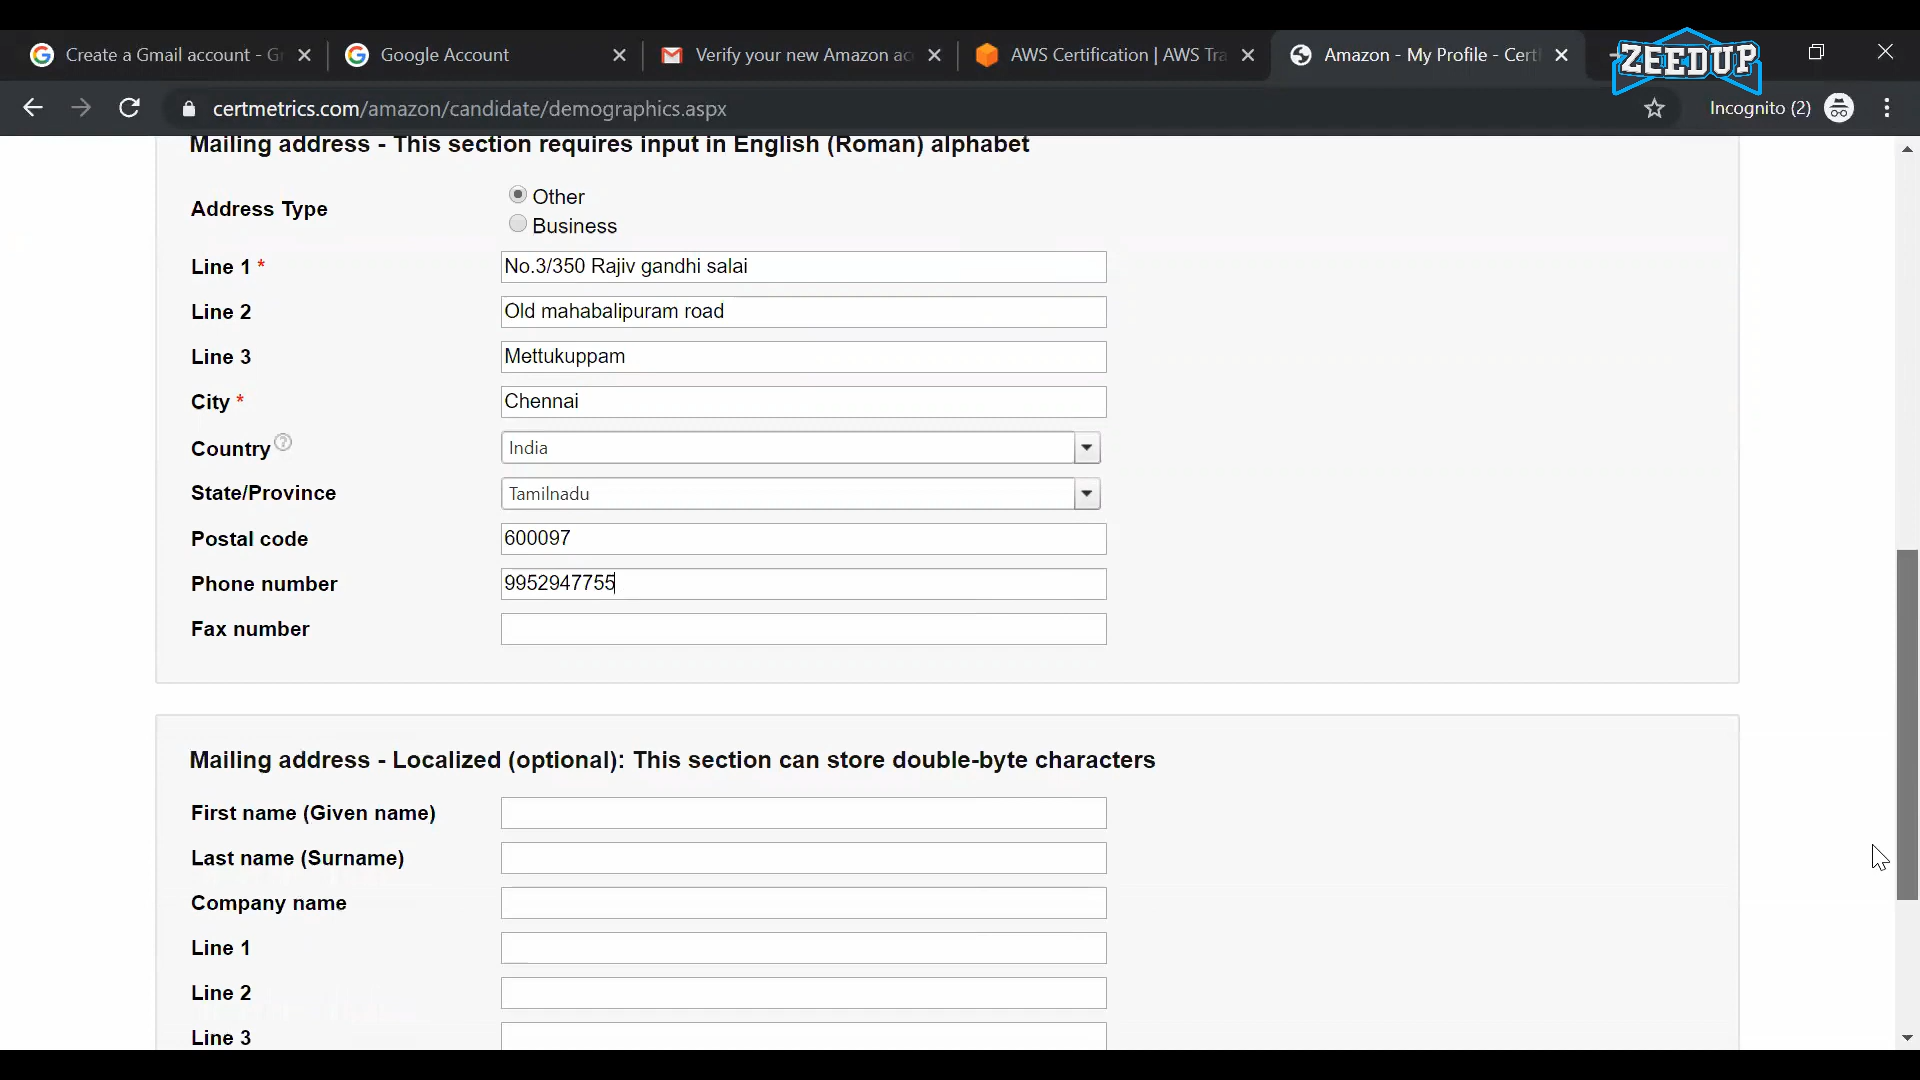 Create a Gmail account - G
Google Account
Verify your new Amazon ac
AWS Certification | AWS Tra
Amazon - My Profile - Cert
ZEEDUP
certmetrics.com/amazon/candidate/demographics.aspx
Incognito (2)
Mailing address - This section requires input in English (Roman) alphabet
Address Type
Other
Business
Line 1 *
No.3/350 Rajiv gandhi salai
Line 2
Old mahabalipuram road
Line 3
Mettukuppam
City *
Chennai
Country ?
India
State/Province
Tamilnadu
Postal code
600097
Phone number
9952947755
Fax number
Mailing address - Localized (optional): This section can store double-byte characters
First name (Given name)
Last name (Surname)
Company name
Line 1
Line 2
Line 3